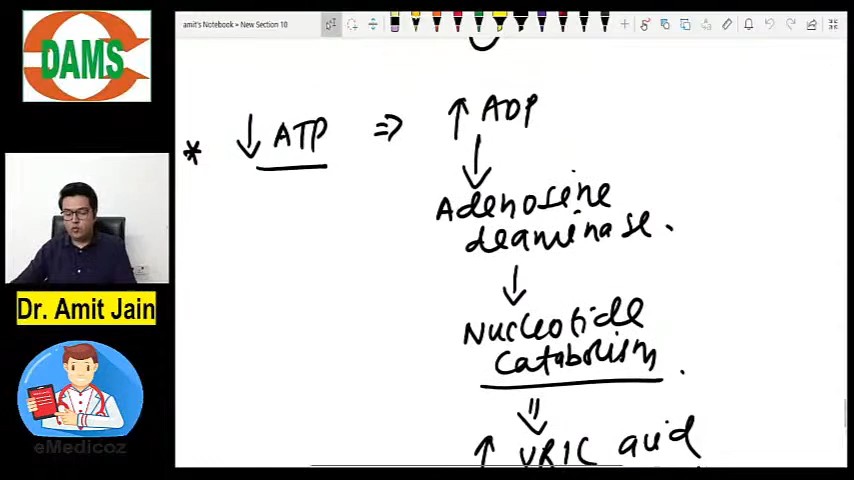 amit's Notebook > New Section 10
DAMS
* ↓ ATP ⇒ ↑ ADP
↓
Adenosine
deaminase.
↓
Nucleotide
Catabolism.
⇓
↑ URIC acid
Dr. Amit Jain
eMedicoz